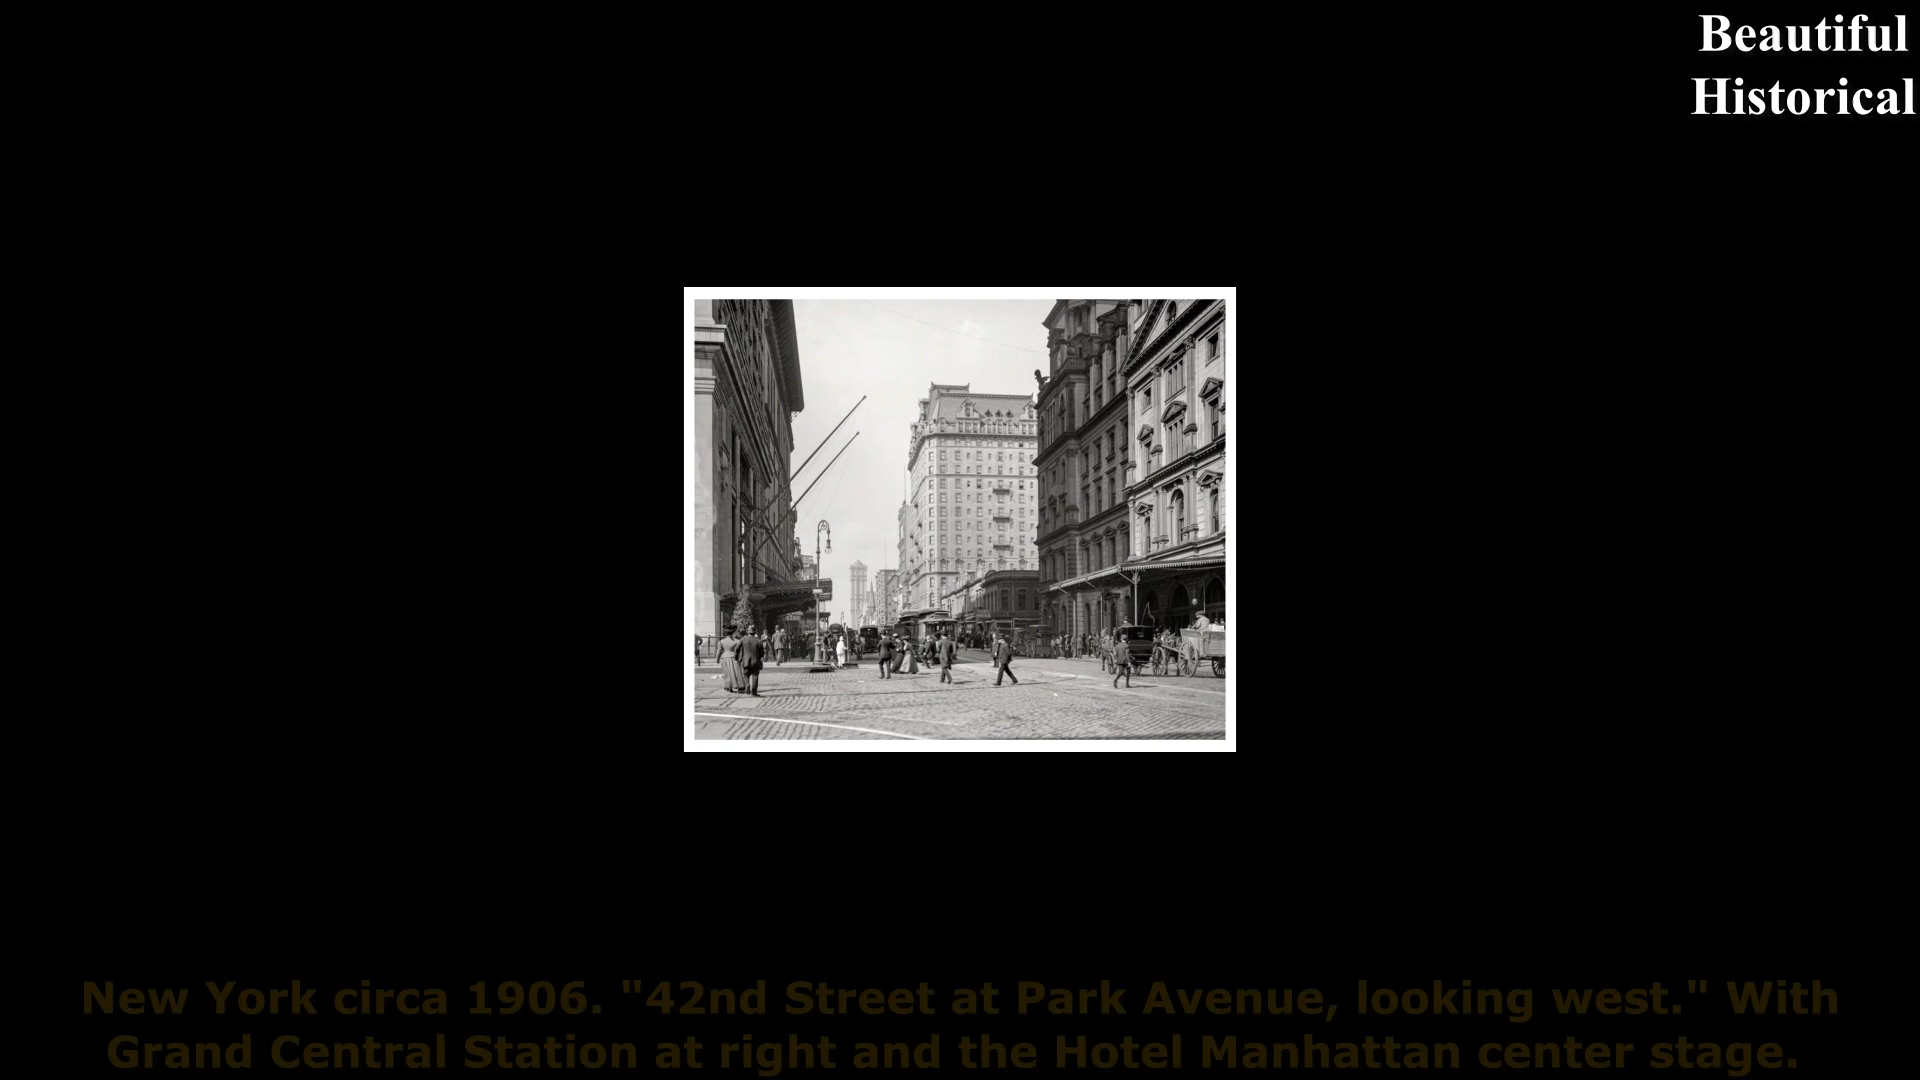 Beautiful
Historical
New York circa 1906. "42nd Street at Park Avenue, looking west." With
Grand Central Station at right and the Hotel Manhattan center stage.